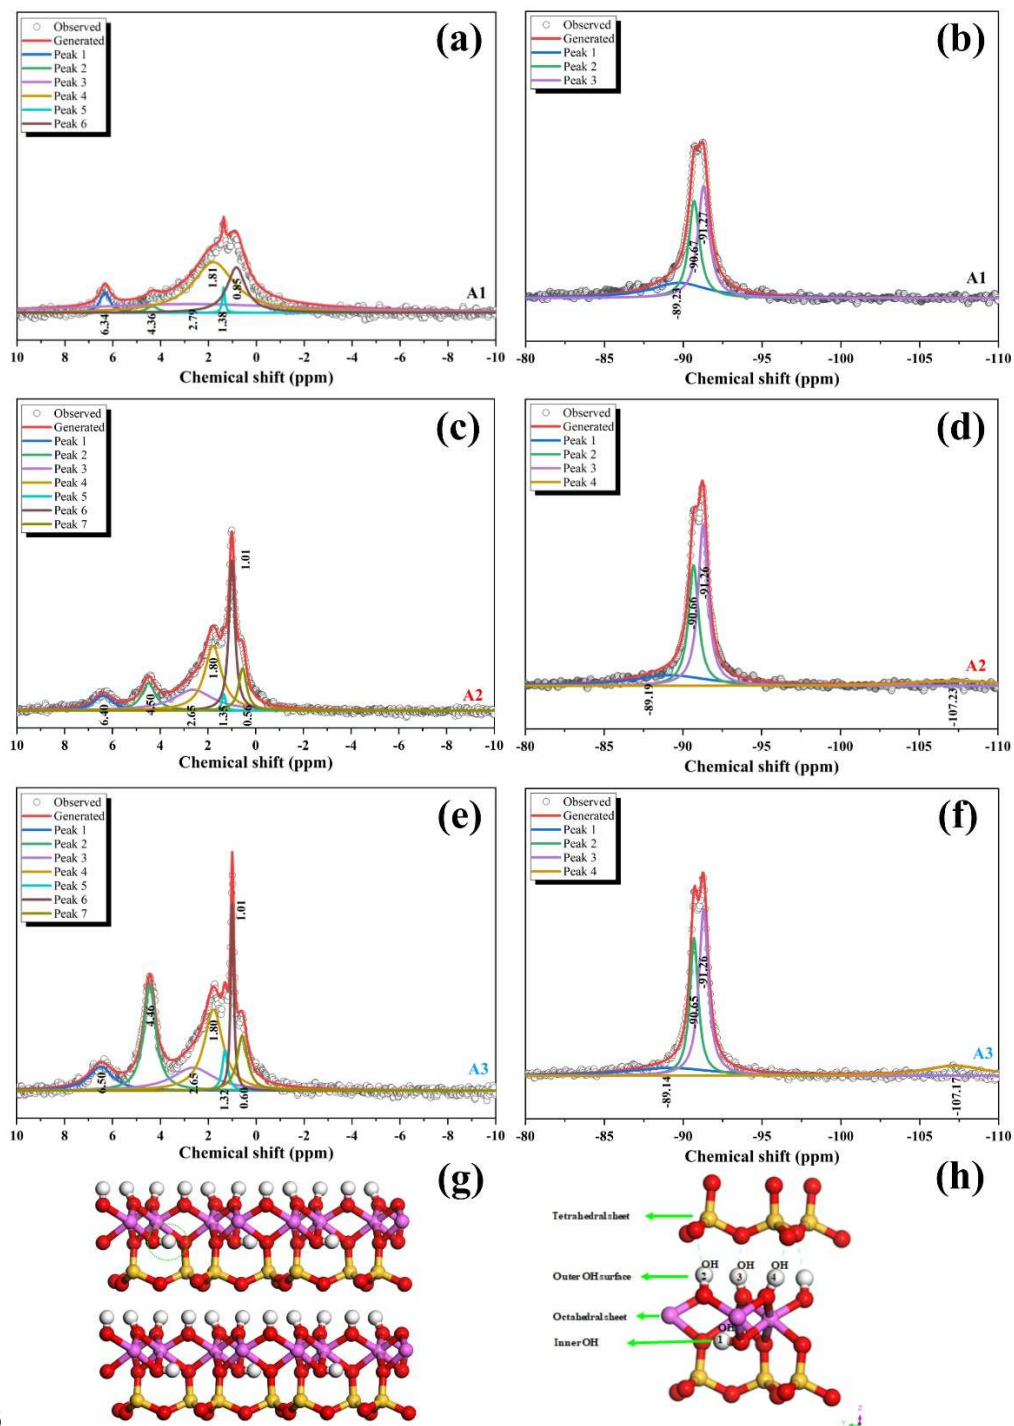 Observed
Generated
Peak 1
Peak 2
Peak 3
Peak 4
Peak 5
Peak 6
(a)
6.34
4.36
2.79
1.81
1.38
0.85
A1
10 8 6 4 2 0 -2 -4 -6 -8 -10
Chemical shift (ppm)
Observed
Generated
Peak 1
Peak 2
Peak 3
(b)
-89.23
-90.67
-91.27
A1
-80 -85 -90 -95 -100 -105 -110
Chemical shift (ppm)
Observed
Generated
Peak 1
Peak 2
Peak 3
Peak 4
Peak 5
Peak 6
Peak 7
(c)
6.40
4.50
2.65
1.80
1.35
1.01
0.56
A2
10 8 6 4 2 0 -2 -4 -6 -8 -10
Chemical shift (ppm)
Observed
Generated
Peak 1
Peak 2
Peak 3
Peak 4
(d)
-89.19
-90.66
-91.26
-107.23
A2
-80 -85 -90 -95 -100 -105 -110
Chemical shift (ppm)
Observed
Generated
Peak 1
Peak 2
Peak 3
Peak 4
Peak 5
Peak 6
Peak 7
(e)
6.50
4.46
2.65
1.80
1.32
1.01
0.60
A3
10 8 6 4 2 0 -2 -4 -6 -8 -10
Chemical shift (ppm)
Observed
Generated
Peak 1
Peak 2
Peak 3
Peak 4
(f)
-89.14
-90.65
-91.26
-107.17
A3
-80 -85 -90 -95 -100 -105 -110
Chemical shift (ppm)
(g)
(h)
Tetrahedral sheet
OH OH OH
Outer OH surface
2 3 4
Octahedral sheet
OH
Inner OH
1
Z